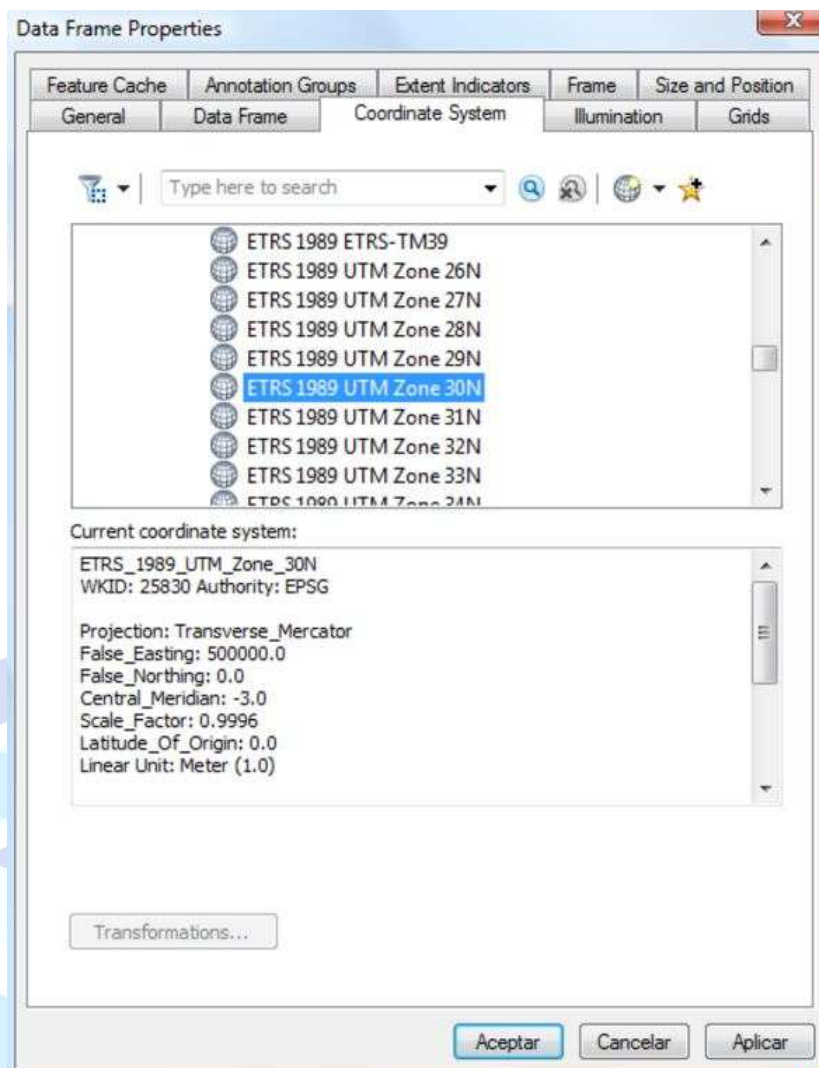 Data Frame Properties
Feature Cache Annotation Groups Extent Indicators Frame Size and Position
General Data Frame Coordinate System Illumination Grids
Type here to search
ETRS 1989 ETRS-TM39
ETRS 1989 UTM Zone 26N
ETRS 1989 UTM Zone 27N
ETRS 1989 UTM Zone 28N
ETRS 1989 UTM Zone 29N
ETRS 1989 UTM Zone 30N
ETRS 1989 UTM Zone 31N
ETRS 1989 UTM Zone 32N
ETRS 1989 UTM Zone 33N
ETRS 1989 UTM Zone 34N
Current coordinate system:
ETRS_1989_UTM_Zone_30N
WKID: 25830 Authority: EPSG
Projection: Transverse_Mercator
False_Easting: 500000.0
False_Northing: 0.0
Central_Meridian: -3.0
Scale_Factor: 0.9996
Latitude_Of_Origin: 0.0
Linear Unit: Meter (1.0)
Transformations...
Aceptar Cancelar Aplicar